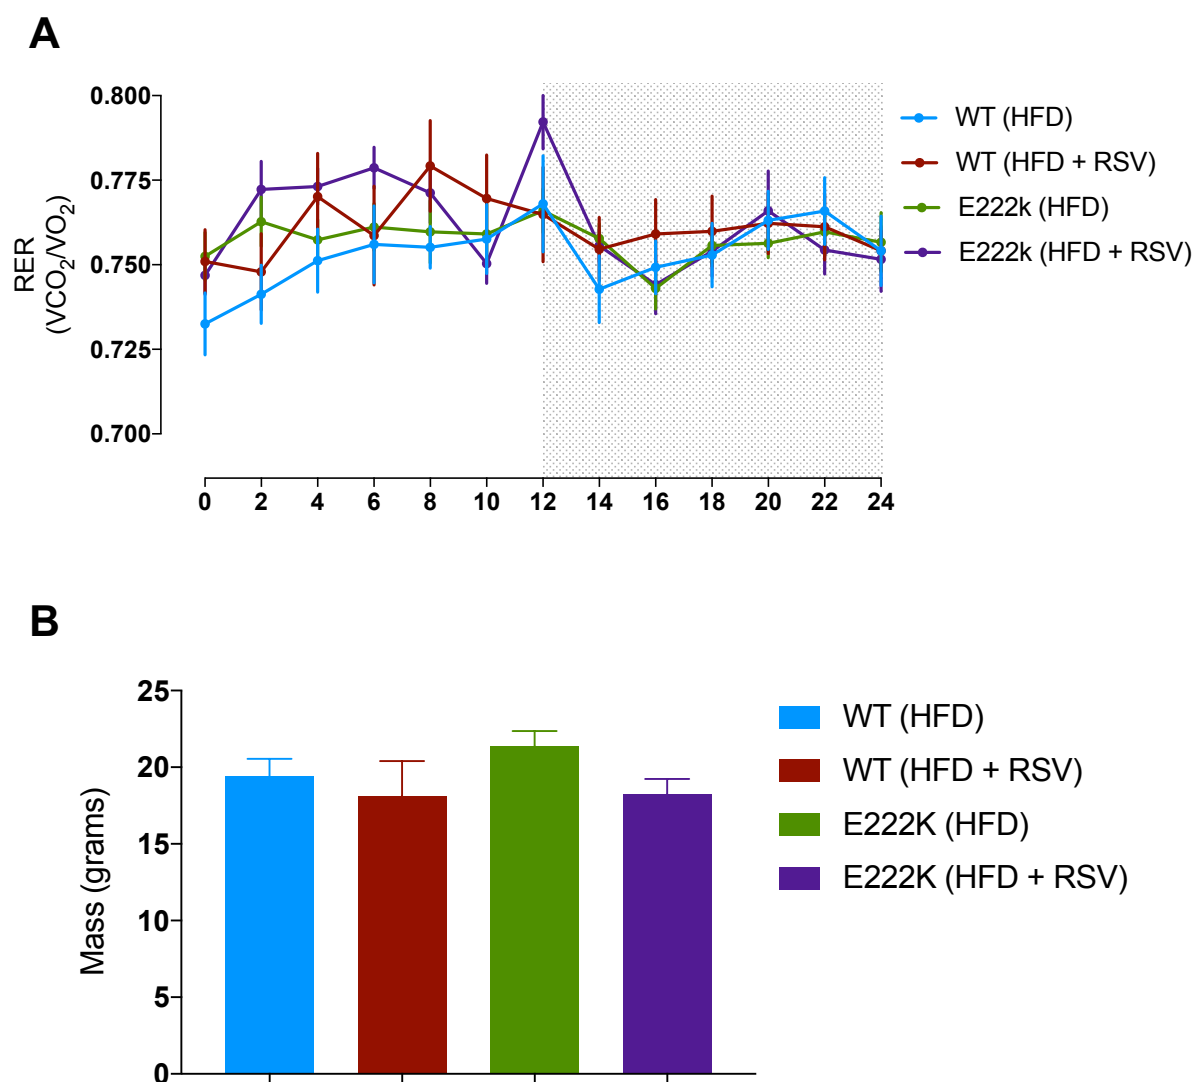 A
0.800
0.775
0.750
0.725
0.700
RER
(VCO2/VO2)
0 2 4 6 8 10 12 14 16 18 20 22 24
WT (HFD)
WT (HFD + RSV)
E222k (HFD)
E222k (HFD + RSV)
B
25
20
15
10
5
0
Mass (grams)
WT (HFD)
WT (HFD + RSV)
E222K (HFD)
E222K (HFD + RSV)